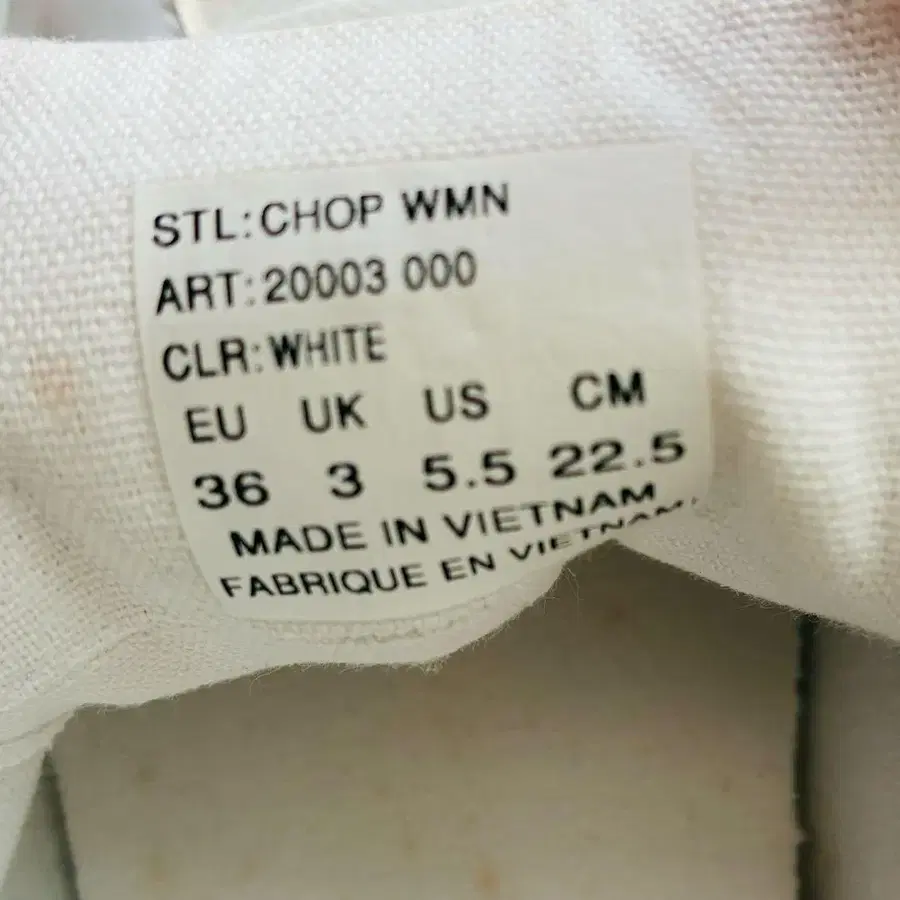 STL:CHOP WMN
ART:20003 000
CLR:WHITE
EU UK US CM
36 3 5.5 22.5
MADE IN VIETNAM
FABRIQUE EN VIETNAM